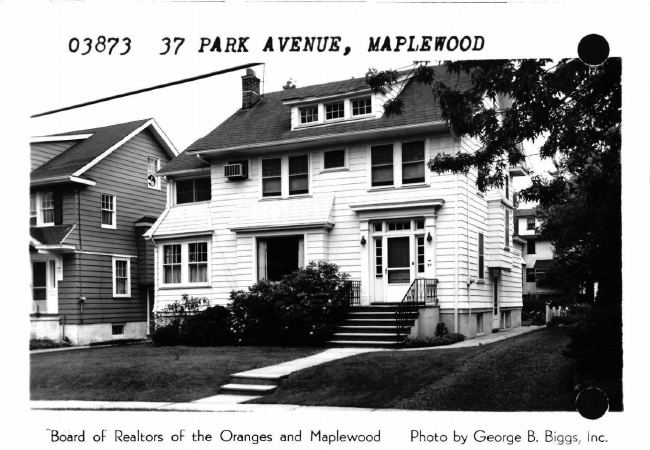 03873 37 PARK AVENUE, MAPLEWOOD
Board of Realtors of the Oranges and Maplewood Photo by George B. Biggs, Inc.